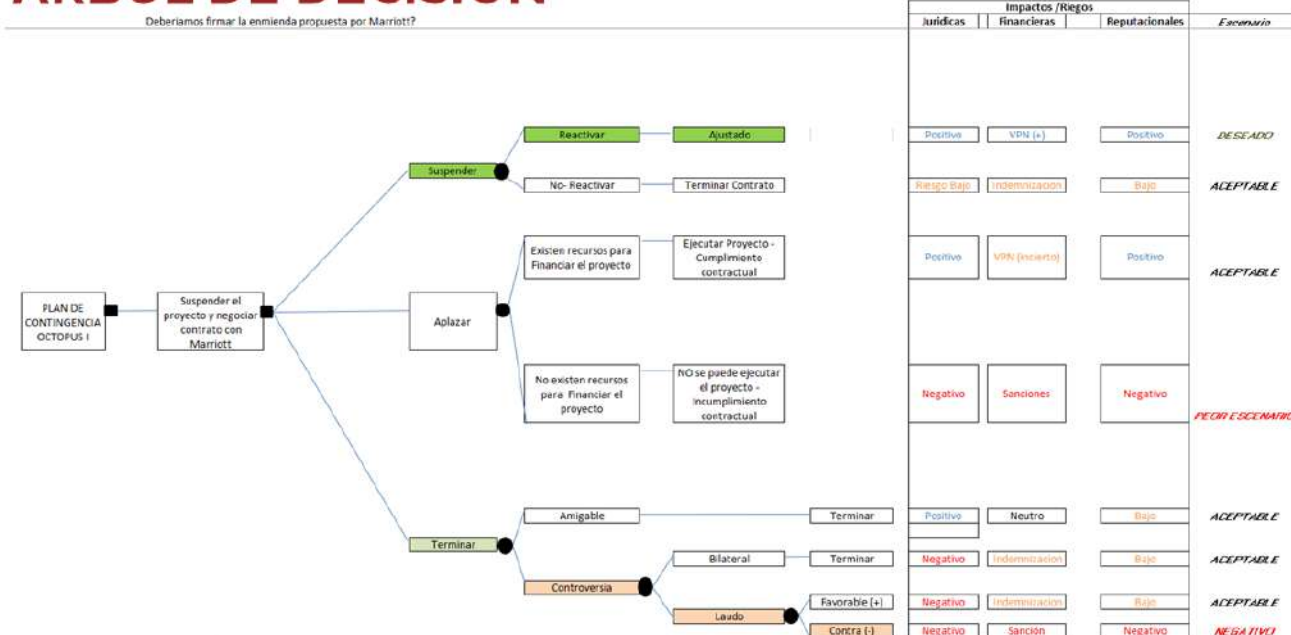 ÁRBOL DE DECISIÓN
Deberiamos firmar la enmienda propuesta por Marriott?
Impactos /Riegos
Juridicas Financieras Reputacionales Escenario
Reactivar Ajustado Positivo VPN (+) Positivo DESEADO
Suspender
No- Reactivar Terminar Contrato Riesgo Bajo Indemnizacion Bajo ACEPTABLE
Existen recursos para
Financiar el proyecto
Ejecutar Proyecto -
Cumplimiento
contractual
Positivo VPN (incierto) Positivo
ACEPTABLE
PLAN DE
CONTINGENCIA
OCTOPUS I
Suspender el
proyecto y negociar
contrato con
Marriott
Aplazar
No existen recursos
para Financiar el
proyecto
NO se puede ejecutar
el proyecto -
Incumplimiento
contractual
Negativo Sanciones Negativo
PEOR ESCENARIO
Amigable Terminar Positivo Neutro Bajo ACEPTABLE
Terminar
Bilateral Terminar Negativo Indemnizacion Bajo ACEPTABLE
Controversia
Laudo
Favorable (+) Negativo Indemnizacion Bajo ACEPTABLE
Contra (-) Negativo Sanción Negativo NEGATIVO